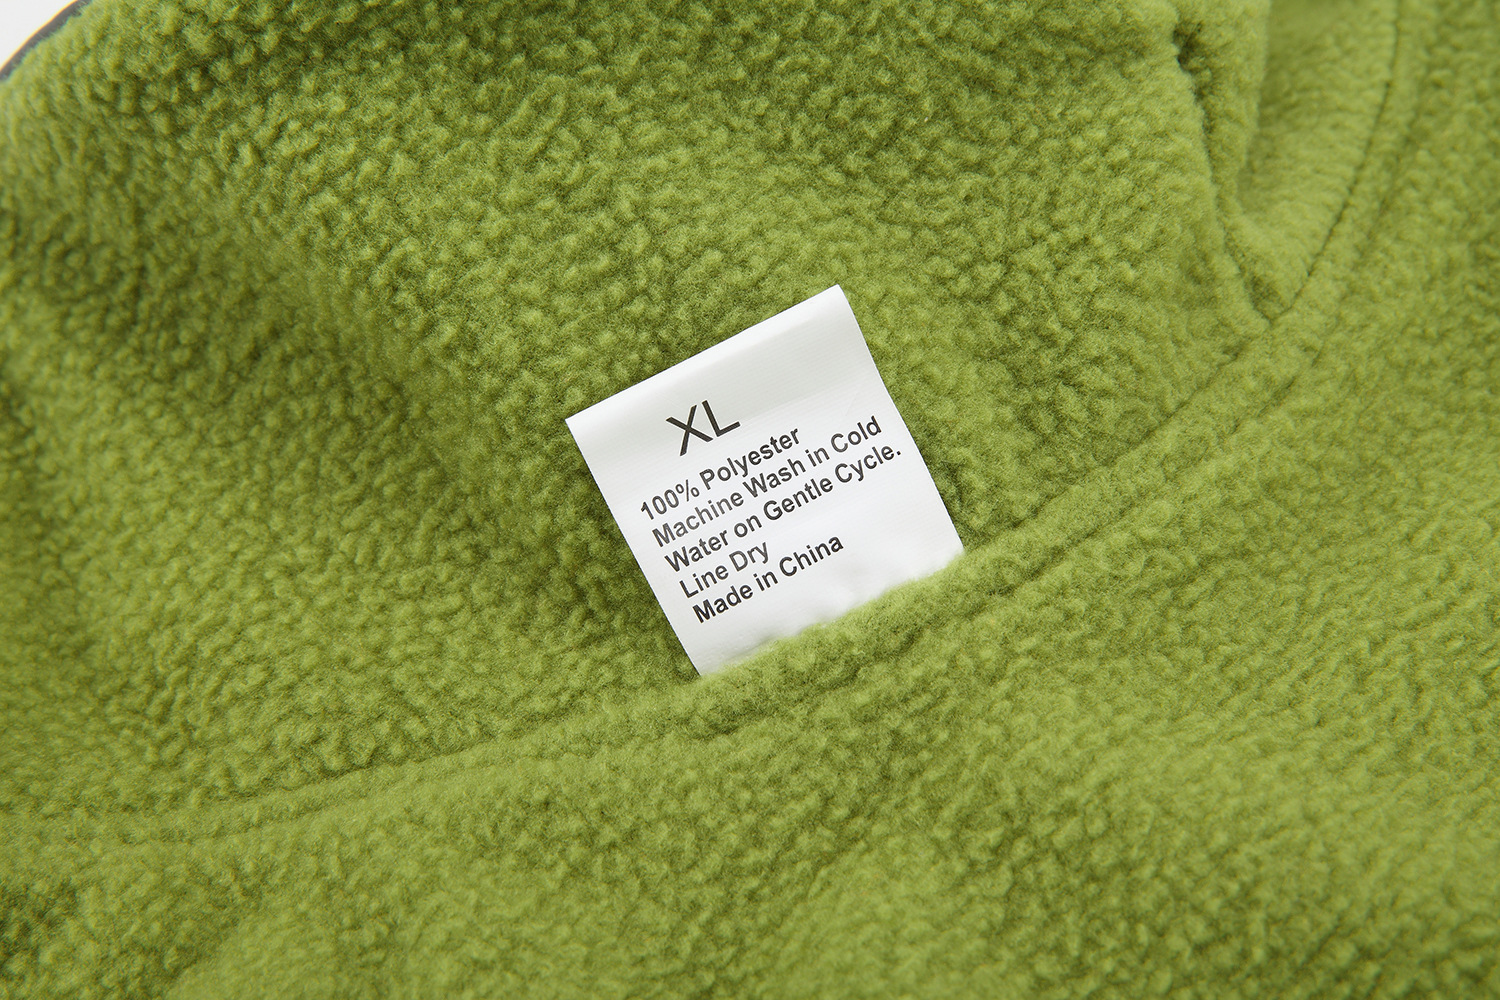 XL
100% Polyester
Machine Wash in Cold
Water on Gentle Cycle.
Line Dry
Made in China